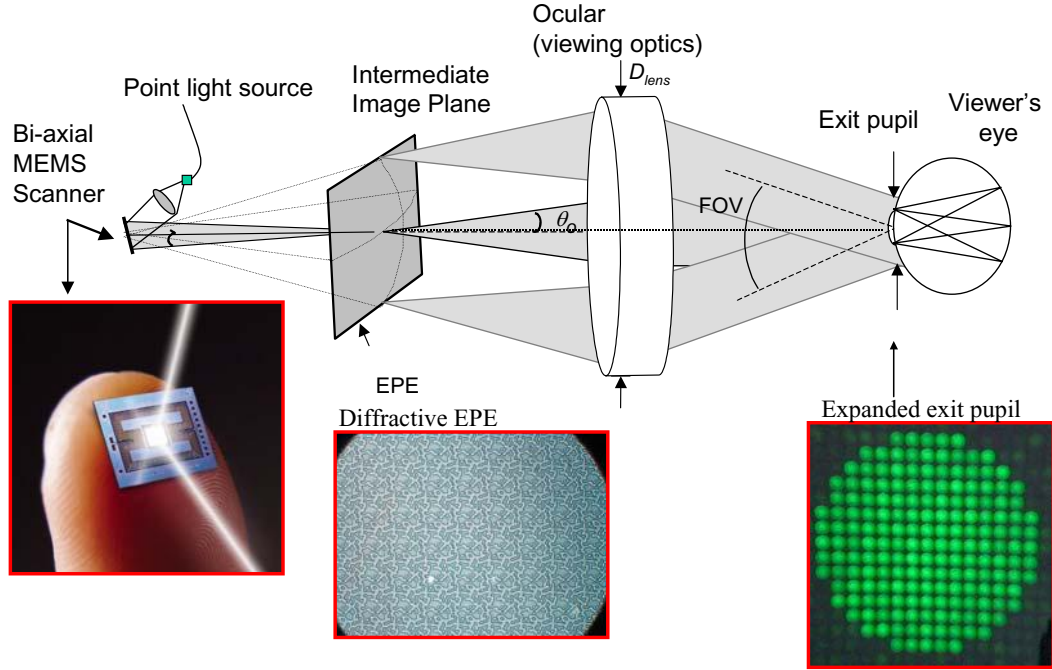 Ocular
(viewing optics)
D_lens
Intermediate
Image Plane
Point light source
Bi-axial
MEMS
Scanner
Exit pupil
Viewer's
eye
FOV
θ_o
EPE
Diffractive EPE
Expanded exit pupil